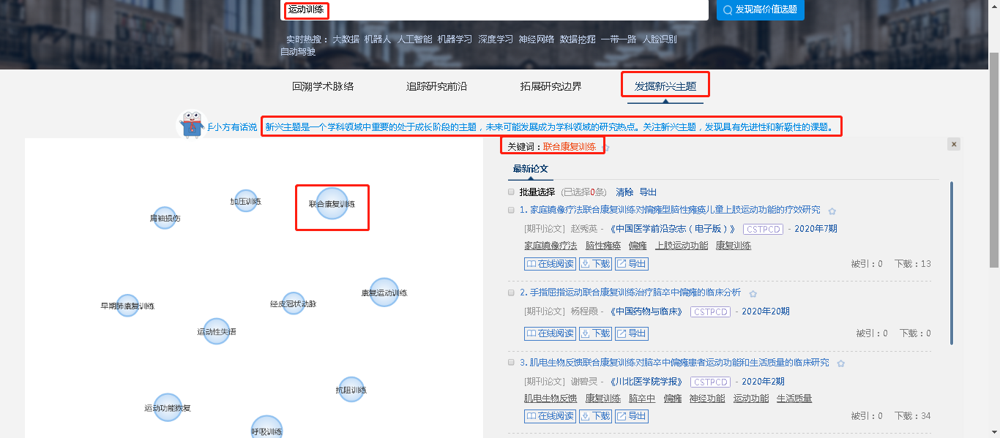 运动训练
发现高价值选题
实时热搜： 大数据 机器人 人工智能 机器学习 深度学习 神经网络 数据挖掘 一带一路 人脸识别
自动驾驶
回溯学术脉络 追踪研究前沿 拓展研究边界 发掘新兴主题
小方有话说 新兴主题是一个学科领域中重要的处于成长阶段的主题，未来可能发展成为学科领域的研究热点。关注新兴主题，发现具有先进性和新颖性的课题。
关键词：联合康复训练
×
最新论文
批量选择 (已选择0条) 清除 导出
1. 家庭镜像疗法联合康复训练对偏瘫型脑性瘫痪儿童上肢运动功能的疗效研究
[期刊论文] 赵秀英 - 《中国医学前沿杂志（电子版）》 CSTPCD - 2020年7期
家庭镜像疗法 脑性瘫痪 偏瘫 上肢运动功能 康复训练
在线阅读 下载 导出 被引：0 下载：13
2. 手指屈指运动联合康复训练治疗脑卒中偏瘫的临床分析
[期刊论文] 杨程霞 - 《中国药物与临床》 CSTPCD - 2020年20期
在线阅读 下载 导出 被引：0 下载：0
3. 肌电生物反馈联合康复训练对脑卒中偏瘫患者运动功能和生活质量的临床研究
[期刊论文] 谢碧灵 - 《川北医学院学报》 CSTPCD - 2020年2期
肌电生物反馈 康复训练 脑卒中 偏瘫 神经功能 运动功能 生活质量
在线阅读 下载 导出 被引：0 下载：34
加压训练
联合康复训练
肩袖损伤
康复运动训练
早期肺康复训练
经皮冠状动脉
运动性失语
抗阻训练
运动功能恢复
呼吸训练